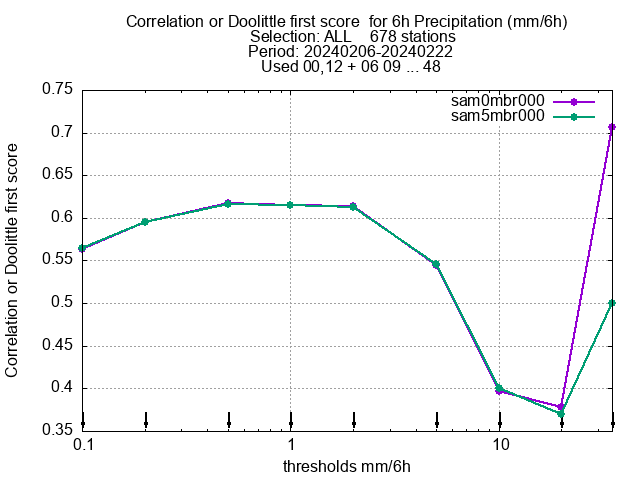 Correlation or Doolittle first score  for 6h Precipitation (mm/6h)
Selection: ALL    678 stations
Period: 20240206-20240222
Used 00,12 + 06 09 ... 48
sam0mbr000
sam5mbr000
Correlation or Doolittle first score
0.75
0.7
0.65
0.6
0.55
0.5
0.45
0.4
0.35
0.1 1 10
thresholds mm/6h